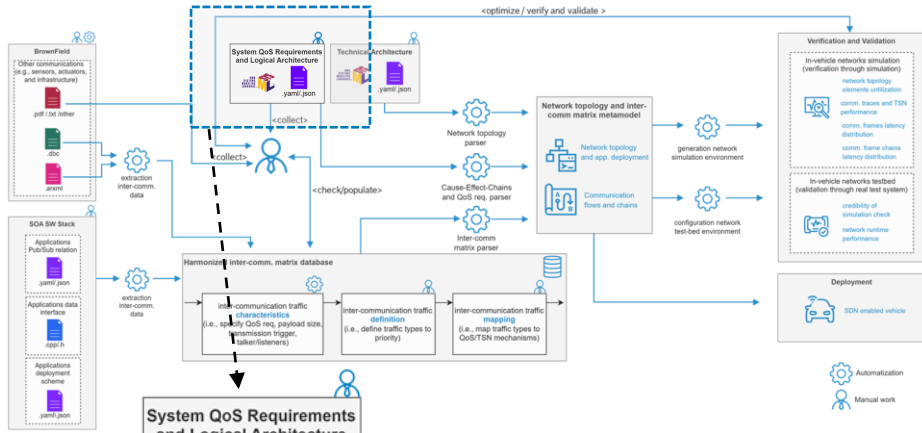 <optimize / verify and validate >
BrownField
Other communications
(e.g., sensors, actuators,
and infrastructure)
.pdf /.txt /other
.dbc
.arxml
extraction
inter-comm.
data
SOA SW Stack
Applications
Pub/Sub relation
.yaml/.json
Applications data
interface
.cpp/.h
Applications
deployment
scheme
.yaml/.json
extraction
inter-comm.
data
System QoS Requirements
and Logical Architecture
.yaml/.json
Technical Architecture
.yaml/.json
<collect>
<collect>
<check/populate>
Network topology
parser
Cause-Effect-Chains
and QoS req. parser
Inter-comm
matrix parser
Harmonized inter-comm. matrix database
inter-communication traffic
characteristics
(i.e., specify QoS req, payload size,
transmission trigger,
talker/listeners)
inter-communication traffic
definition
(i.e., define traffic types to
priority)
inter-communication traffic
mapping
(i.e., map traffic types to
QoS/TSN mechanisms)
Network topology and inter-
comm matrix metamodel
Network topology
and app. deployment
Communication
flows and chains
generation network
simulation environment
configuration network
test-bed environment
Verification and Validation
In-vehicle networks simulation
(verification through simulation)
network topology
elements untilization
comm. traces and TSN
performance
comm. frames latency
distribution
comm. frame chains
latency distribution
In-vehicle networks testbed
(validation through real test system)
credibility of
simulation check
network runtime
performance
Deployment
SDN enabled vehicle
Automatization
Manual work
System QoS Requirements
and Logical Architecture